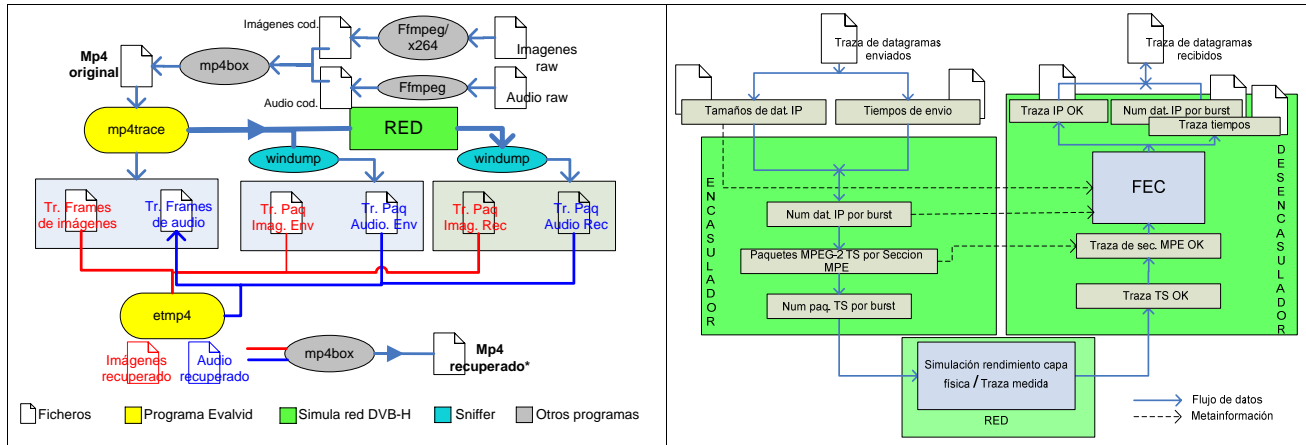 Imágenes cod.
Ffmpeg/
x264
Imagenes
raw
Mp4
original
mp4box
Ffmpeg
Audio cod.
Audio raw
mp4trace
RED
windump
windump
Tr. Frames
de imágenes
Tr. Frames
de audio
Tr. Paq
Imag. Env
Tr. Paq
Audio. Env
Tr. Paq
Imag. Rec
Tr. Paq
Audio Rec
etmp4
Imágenes
recuperado
Audio
recuperado
mp4box
Mp4
recuperado*
Ficheros
Programa Evalvid
Simula red DVB-H
Sniffer
Otros programas
Traza de datagramas
enviados
Traza de datagramas
recibidos
Tamaños de dat. IP
Tiempos de envio
Traza IP OK
Num dat. IP por burst
Traza tiempos
ENCASULADOR
DESENCASULADOR
FEC
Num dat. IP por burst
Paquetes MPEG-2 TS por Seccion
MPE
Traza de sec. MPE OK
Num paq. TS por burst
Traza TS OK
Simulación rendimiento capa
física / Traza medida
RED
Flujo de datos
Metainformación